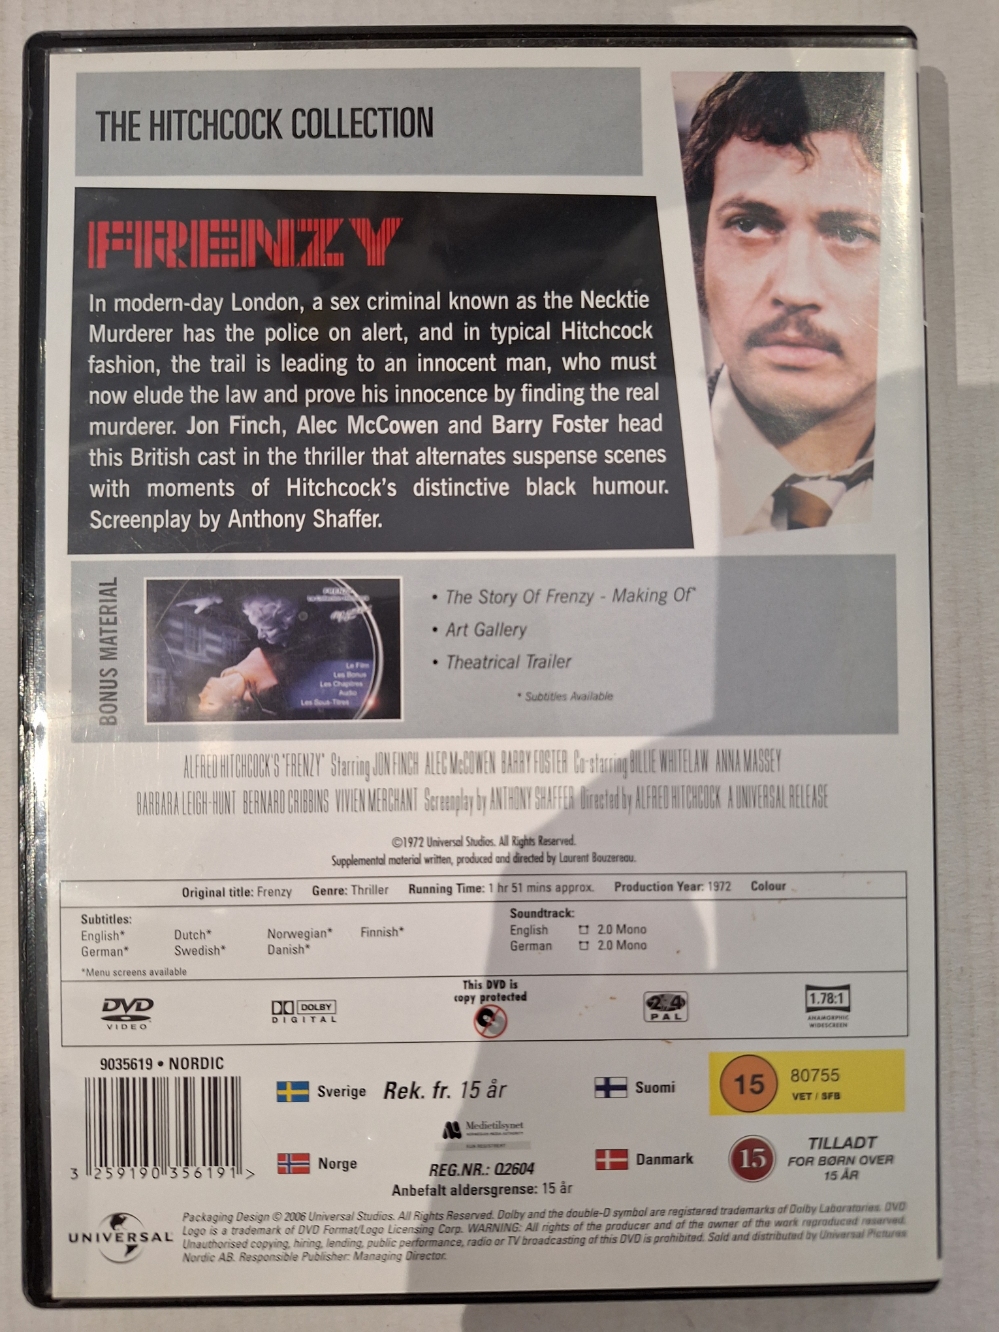 THE HITCHCOCK COLLECTION
FRENZY
In modern-day London, a sex criminal known as the Necktie
Murderer has the police on alert, and in typical Hitchcock
fashion, the trail is leading to an innocent man, who must
now elude the law and prove his innocence by finding the real
murderer. Jon Finch, Alec McCowen and Barry Foster head
this British cast in the thriller that alternates suspense scenes
with moments of Hitchcock's distinctive black humour.
Screenplay by Anthony Shaffer.
BONUS MATERIAL
FRENZY
Le Film
Les Bonus
Les Chapitres
Audio
Les Sous-Titres
• The Story Of Frenzy - Making Of*
• Art Gallery
• Theatrical Trailer
* Subtitles Available
ALFRED HITCHCOCK'S "FRENZY" Starring JON FINCH ALEC McCOWEN BARRY FOSTER Co-starring BILLIE WHITELAW ANNA MASSEY
BARBARA LEIGH-HUNT BERNARD CRIBBINS VIVIEN MERCHANT Screenplay by ANTHONY SHAFFER Directed by ALFRED HITCHCOCK A UNIVERSAL RELEASE
©1972 Universal Studios. All Rights Reserved.
Supplemental material written, produced and directed by Laurent Bouzereau.
Original title: Frenzy Genre: Thriller Running Time: 1 hr 51 mins approx. Production Year: 1972 Colour
Subtitles:
English* Dutch* Norwegian* Finnish*
German* Swedish* Danish*
*Menu screens available
Soundtrack:
English 2.0 Mono
German 2.0 Mono
DVD
VIDEO
DOLBY
DIGITAL
This DVD is
copy protected
2 4
PAL
1.78:1
ANAMORPHIC
WIDESCREEN
9035619 • NORDIC
3 259190 356191 >
Sverige Rek. fr. 15 år
Suomi
15
80755
VET / SFB
Medietilsynet
Norge
REG.NR.: 02604
Anbefalt aldersgrense: 15 år
Danmark
15
TILLADT
FOR BØRN OVER
15 ÅR
UNIVERSAL
Packaging Design © 2006 Universal Studios. All Rights Reserved. Dolby and the double-D symbol are registered trademarks of Dolby Laboratories. DVD
Logo is a trademark of DVD Format/Logo Licensing Corp. WARNING: All rights of the producer and of the owner of the work reproduced reserved.
Unauthorised copying, hiring, lending, public performance, radio or TV broadcasting of this DVD is prohibited. Sold and distributed by Universal Pictures
Nordic AB. Responsible Publisher: Managing Director.